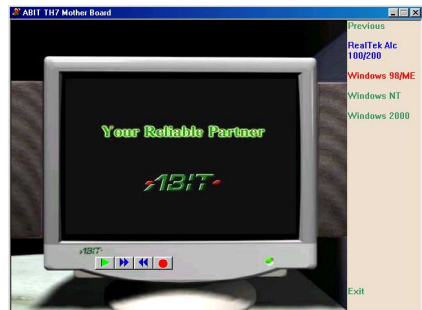 ABIT TH7 Mother Board
Previous
RealTek Alc
100/200
Windows 98/ME
Windows NT
Windows 2000
Your Reliable Partner
ABIT
ABIT
Exit